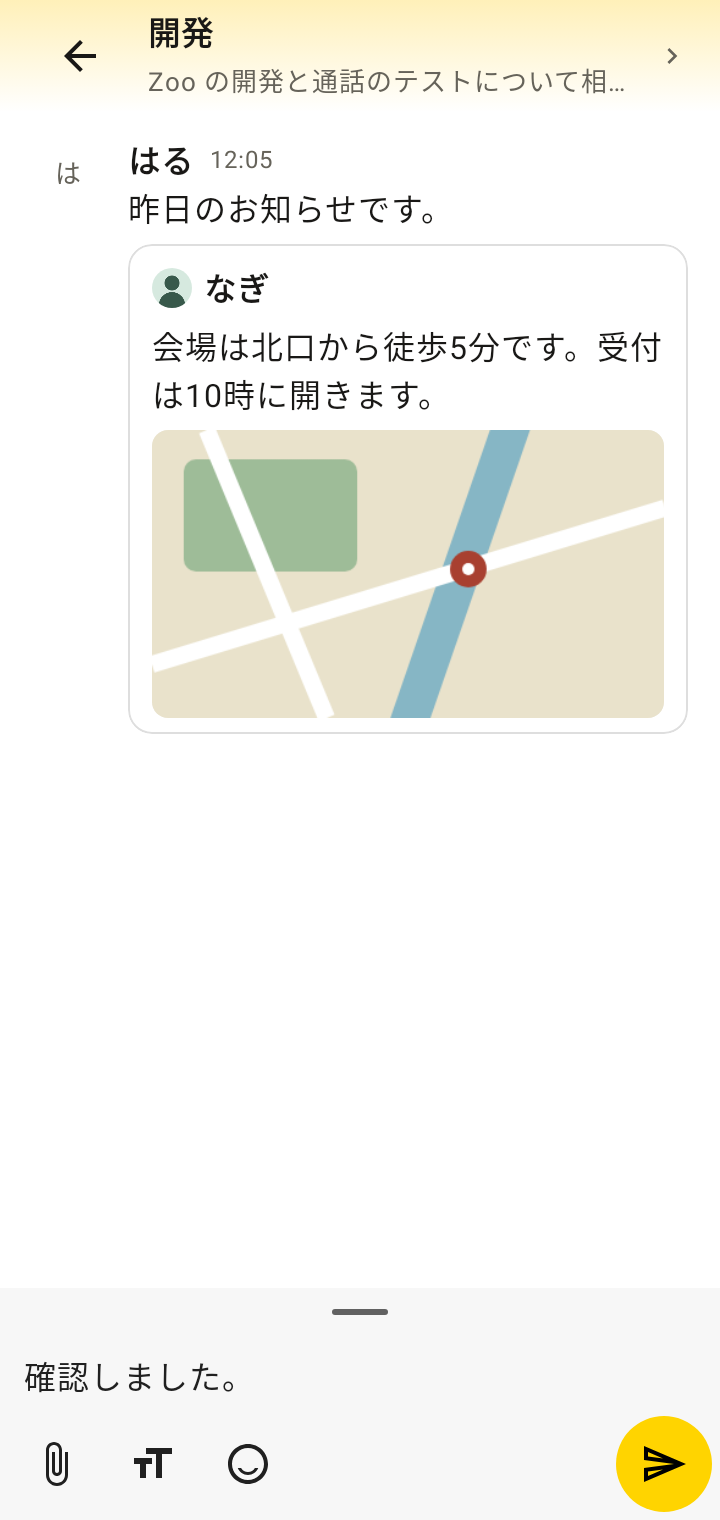 開発
Zoo の開発と通話のテストについて相…
は
はる 12:05
昨日のお知らせです。
なぎ
会場は北口から徒歩5分です。受付
は10時に開きます。
確認しました。